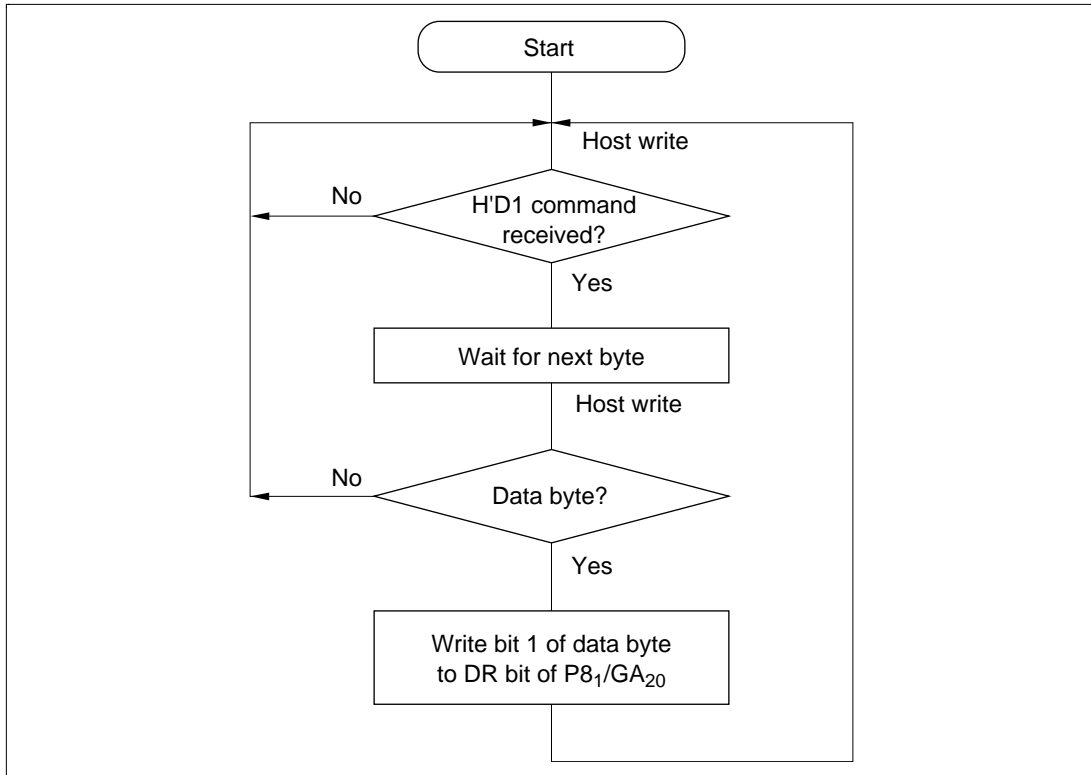 Start
Host write
No
H'D1 command
received?
Yes
Wait for next byte
Host write
No
Data byte?
Yes
Write bit 1 of data byte
to DR bit of P8₁/GA₂₀